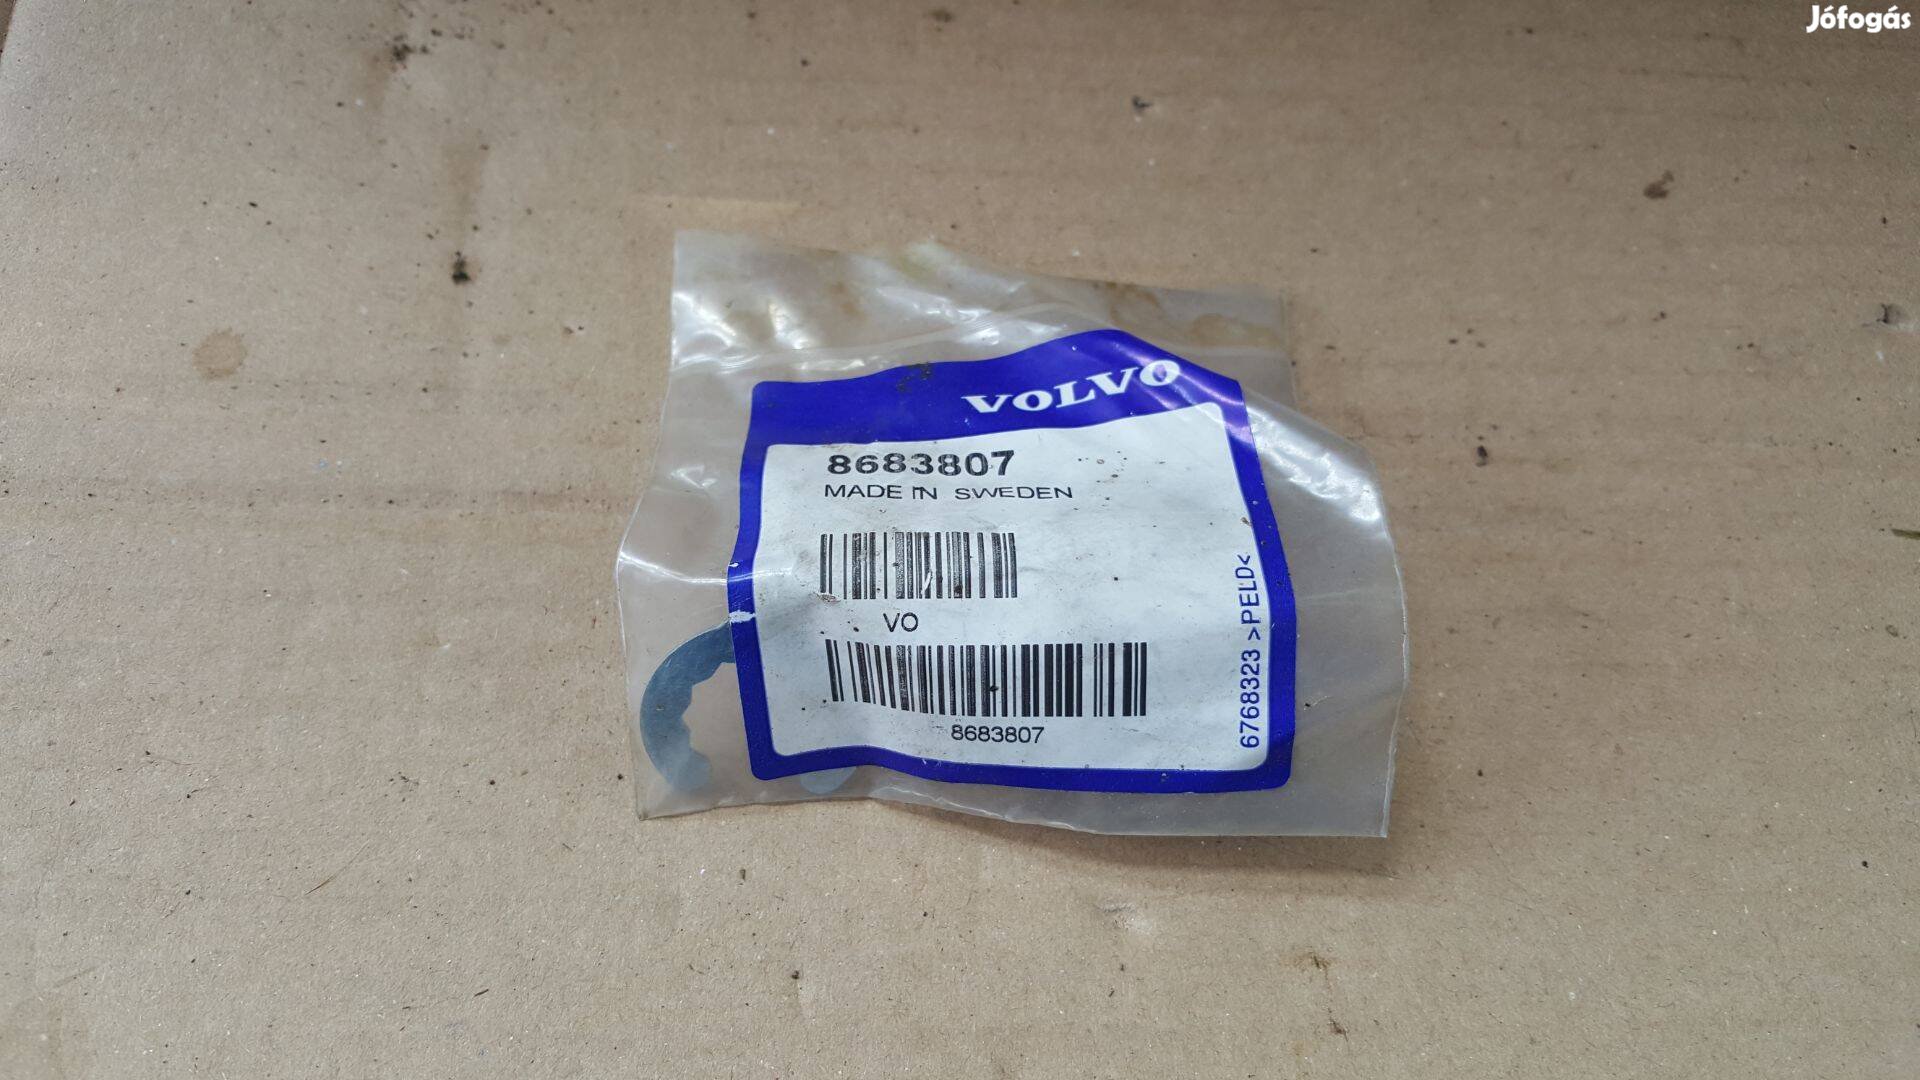 Jófogás
VOLVO
8683807
MADE IN SWEDEN
VO
8683807
6768323 >PELD<